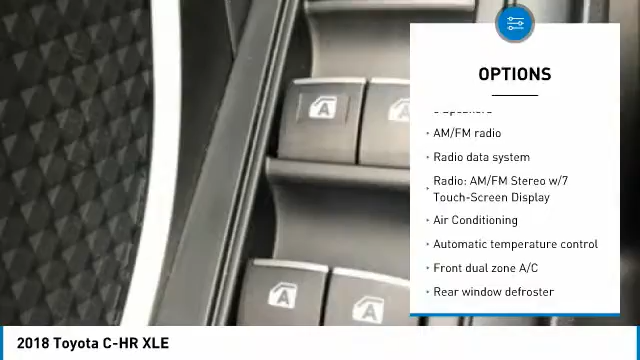 OPTIONS
AM/FM radio
Radio data system
Radio: AM/FM Stereo w/7
Touch-Screen Display
Air Conditioning
Automatic temperature control
Front dual zone A/C
Rear window defroster
A
A
A
A
2018 Toyota C-HR XLE